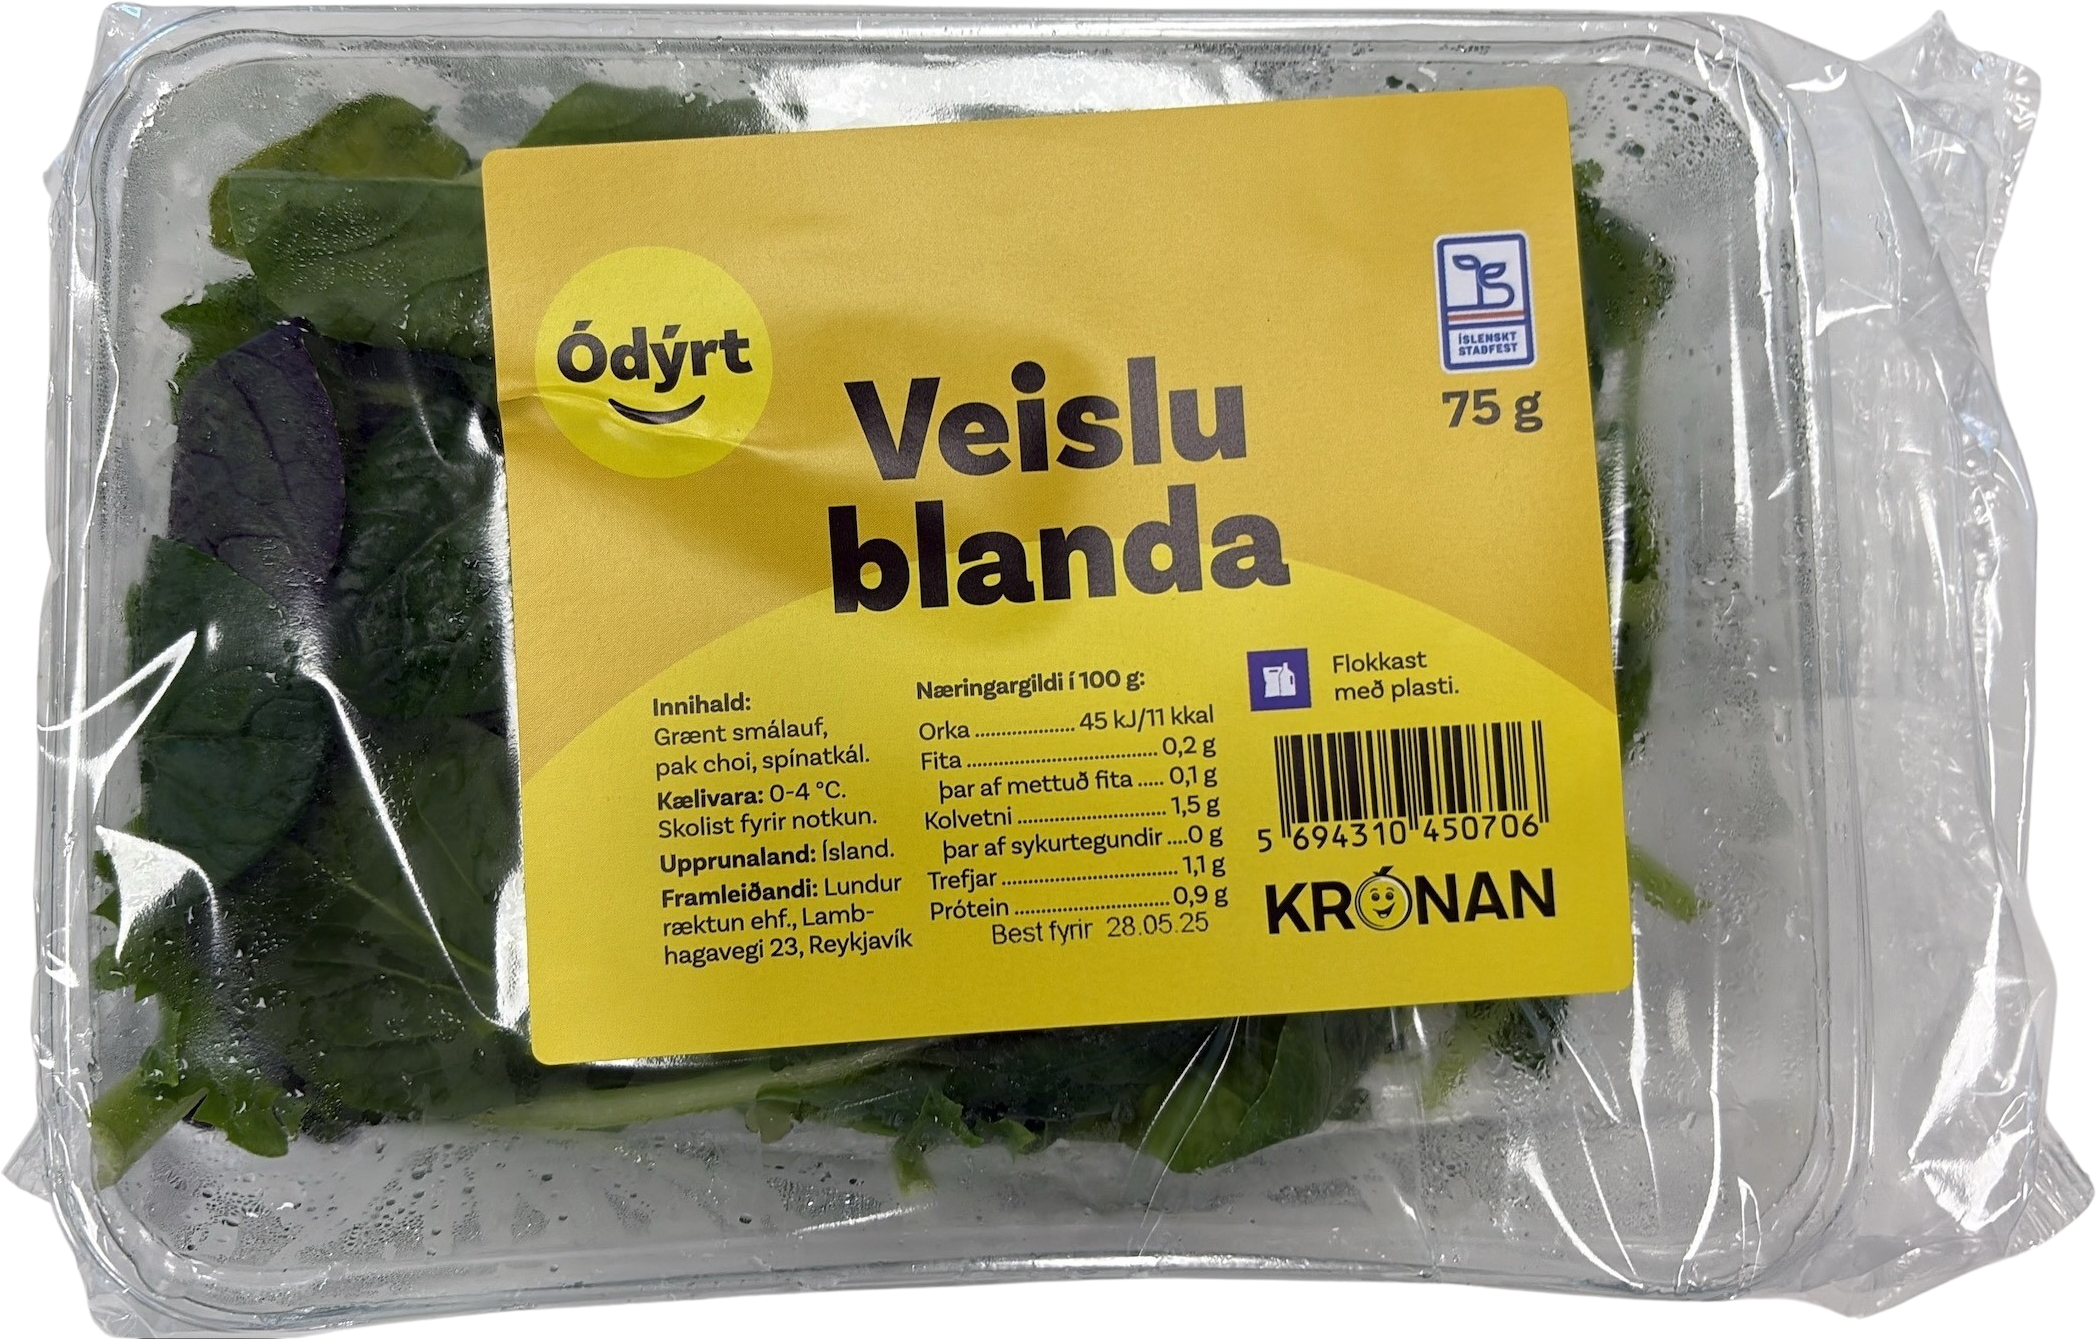 Ódýrt
Veislu
blanda
ÍSLENSKT
STAÐFEST
75 g
Innihald:
Grænt smálauf,
pak choi, spínatkál.
Kælivara: 0-4 °C.
Skolist fyrir notkun.
Upprunaland: Ísland.
Framleiðandi: Lundur
ræktun ehf., Lamb-
hagavegi 23, Reykjavík
Næringargildi í 100 g:
Orka ................... 45 kJ/11 kkal
Fita .................................... 0,2 g
þar af mettuð fita ..... 0,1 g
Kolvetni ............................ 1,5 g
þar af sykurtegundir ....0 g
Trefjar ................................. 1,1 g
Prótein ............................. 0,9 g
Best fyrir 28.05.25
Flokkast
með plasti.
5 694310 450706
KRÓNAN